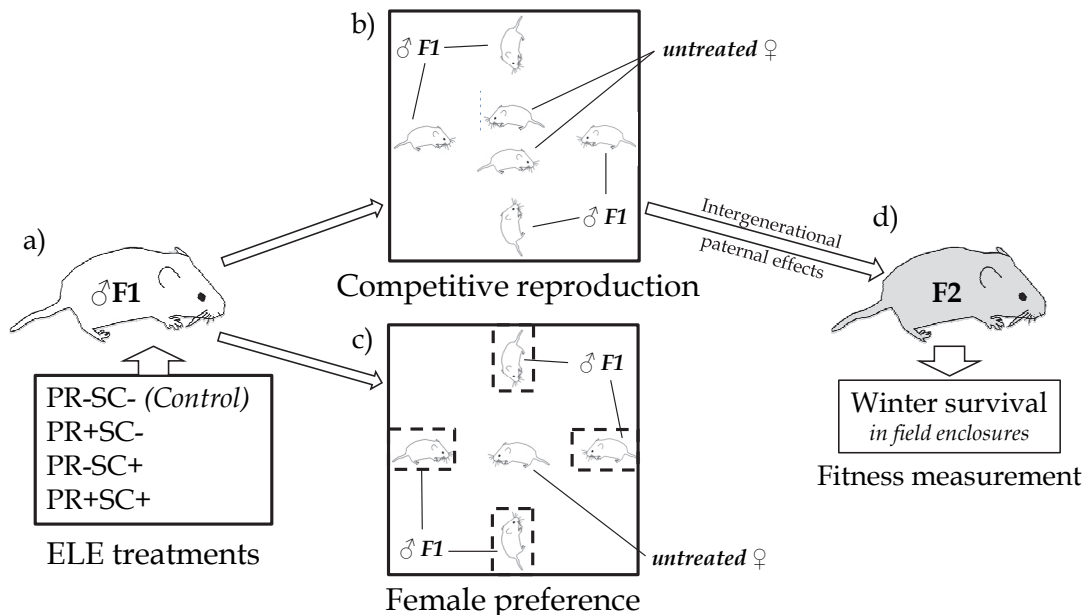 a)
♂F1
PR-SC- (Control)
PR+SC-
PR-SC+
PR+SC+
ELE treatments
b)
♂ F1
untreated ♀
♂ F1
Competitive reproduction
c)
♂ F1
♂ F1
untreated ♀
Female preference
Intergenerational
paternal effects
d)
F2
Winter survival
in field enclosures
Fitness measurement